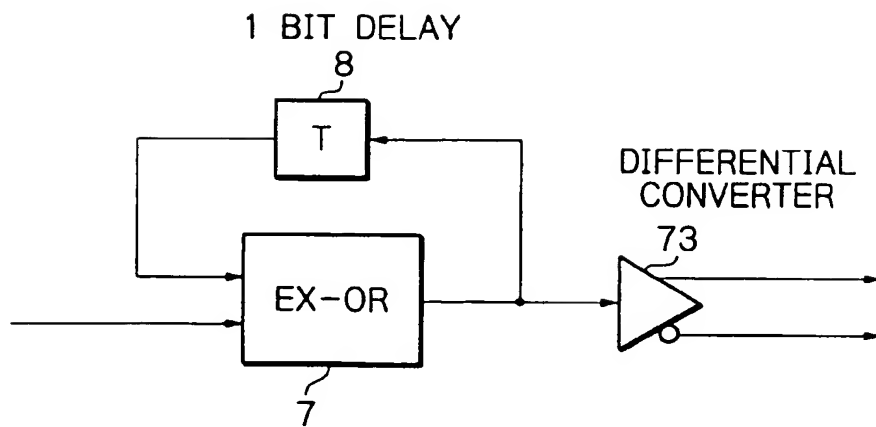 1 BIT DELAY
8
T
DIFFERENTIAL
CONVERTER
73
EX-OR
7